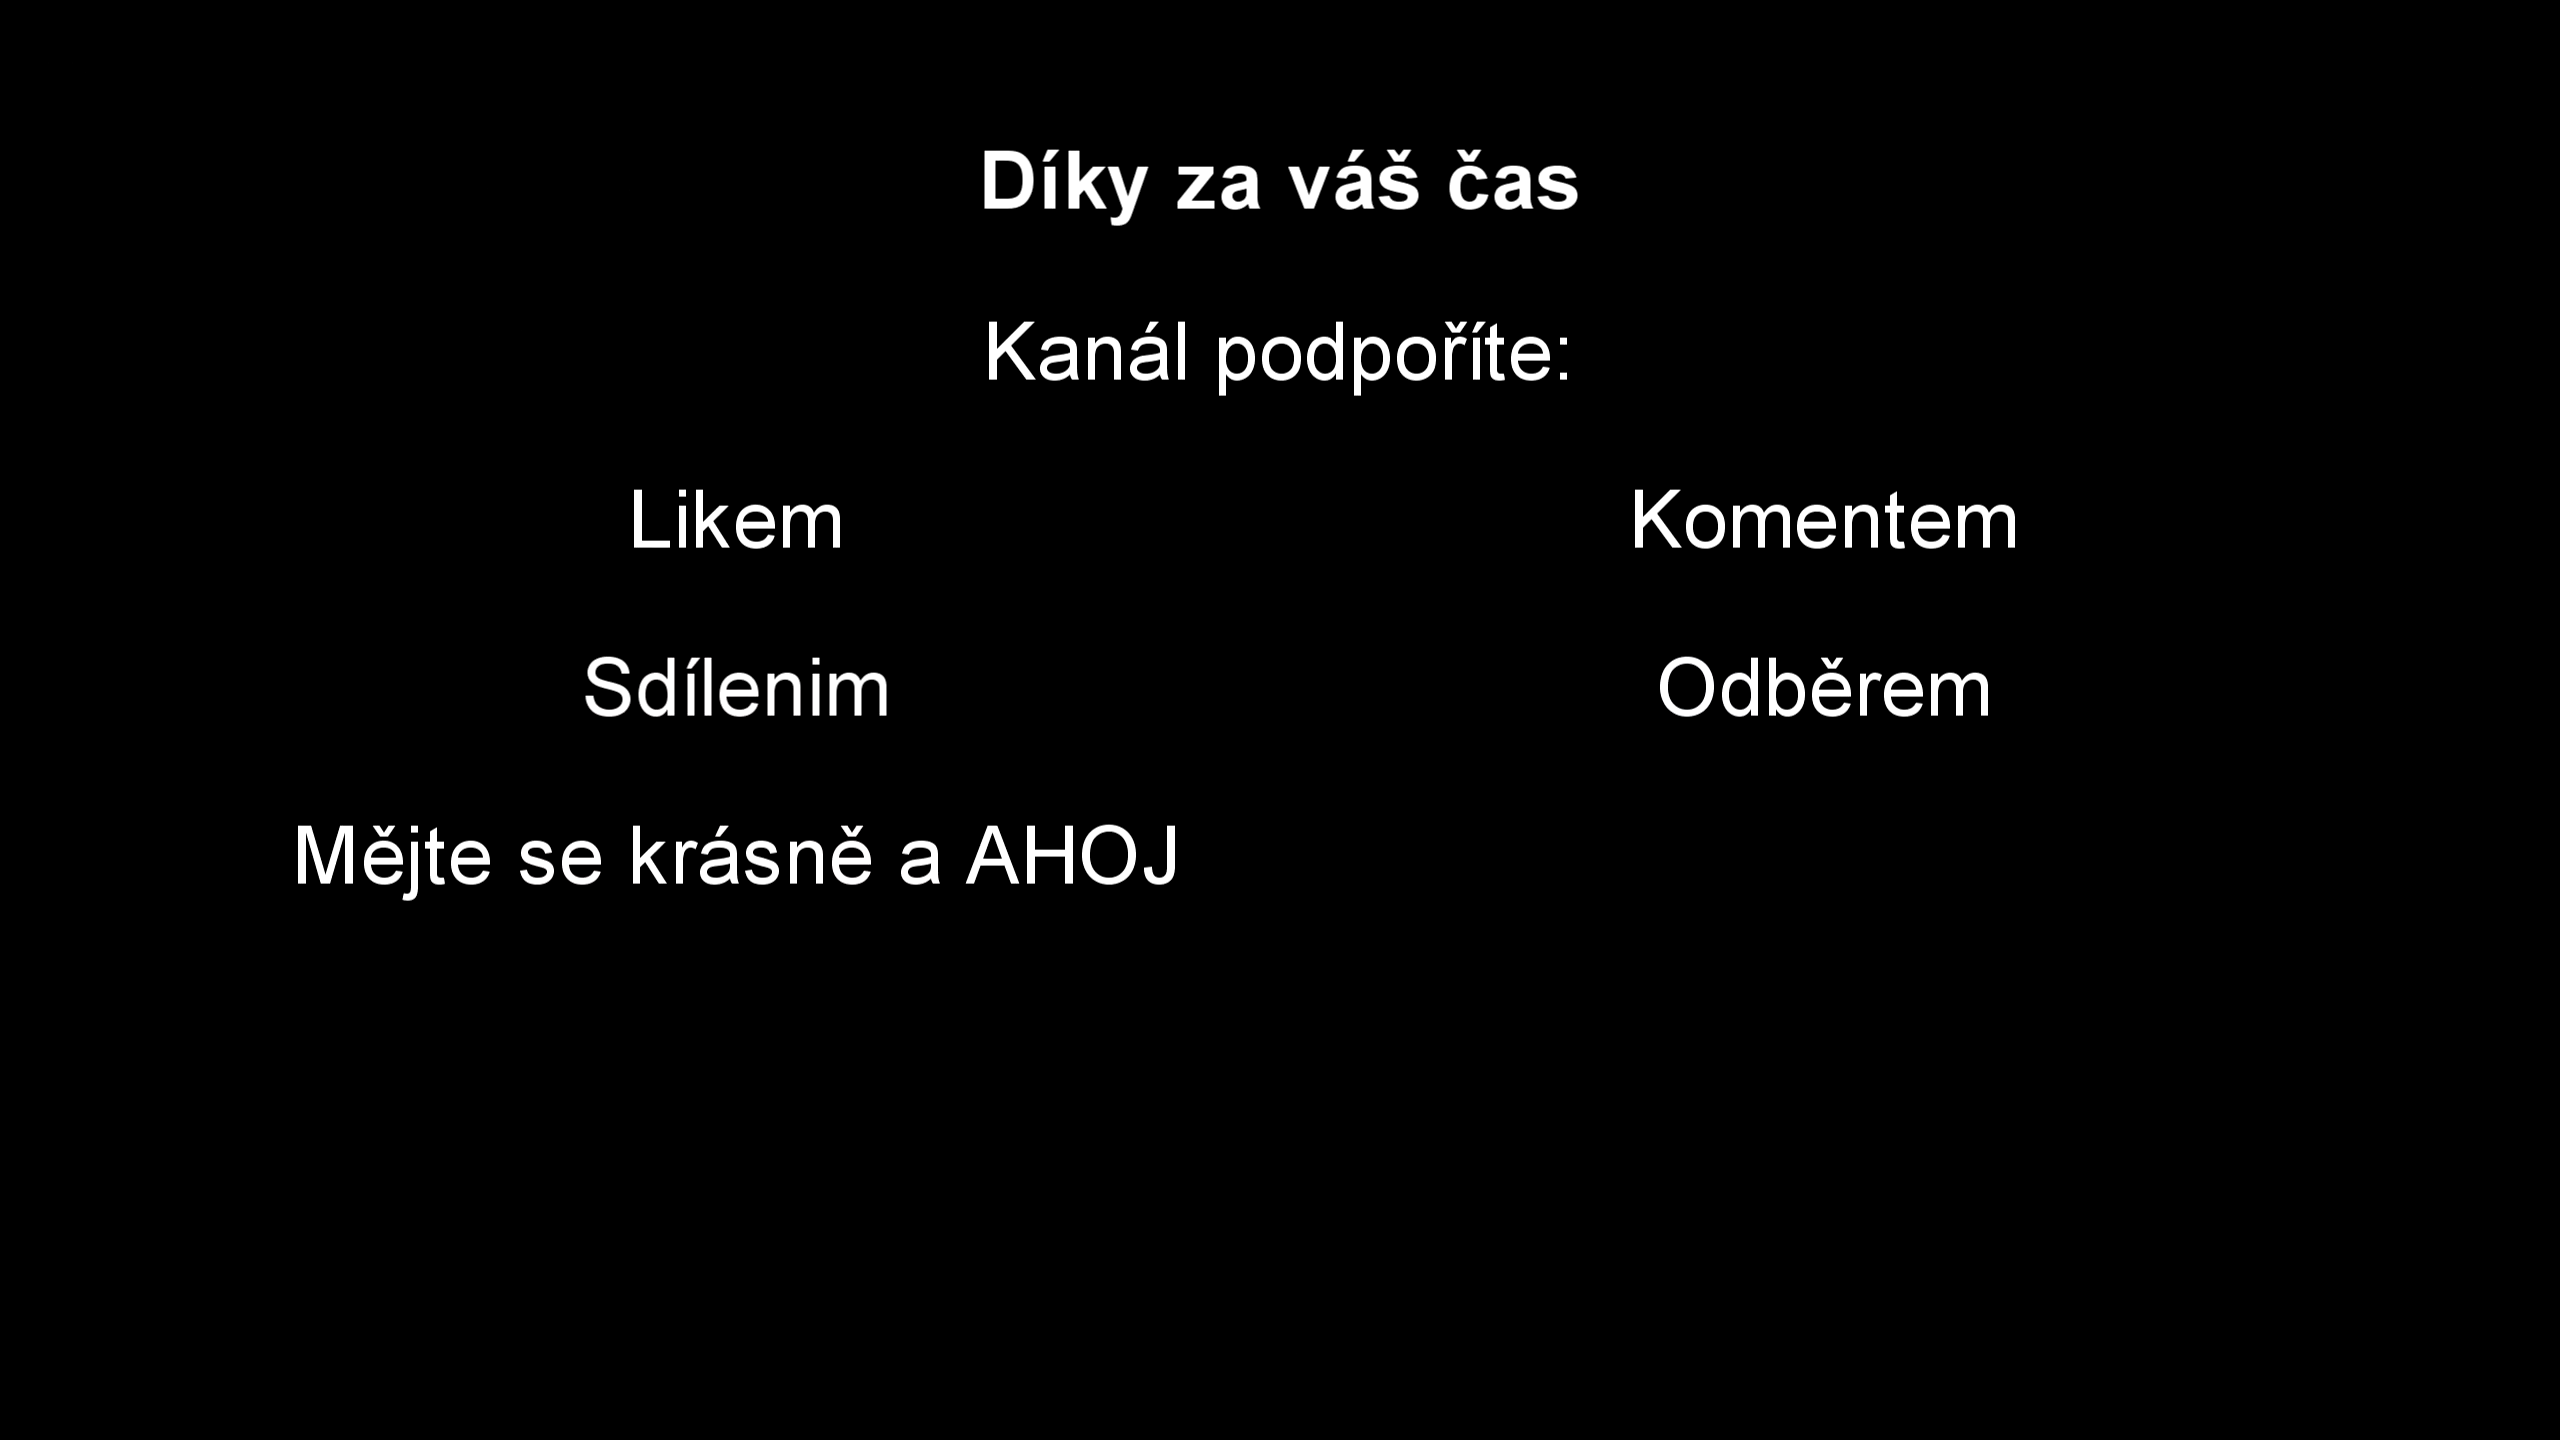 Díky za váš čas
Kanál podpoříte:
Likem Komentem
Sdílenim Odběrem
Mějte se krásně a AHOJ